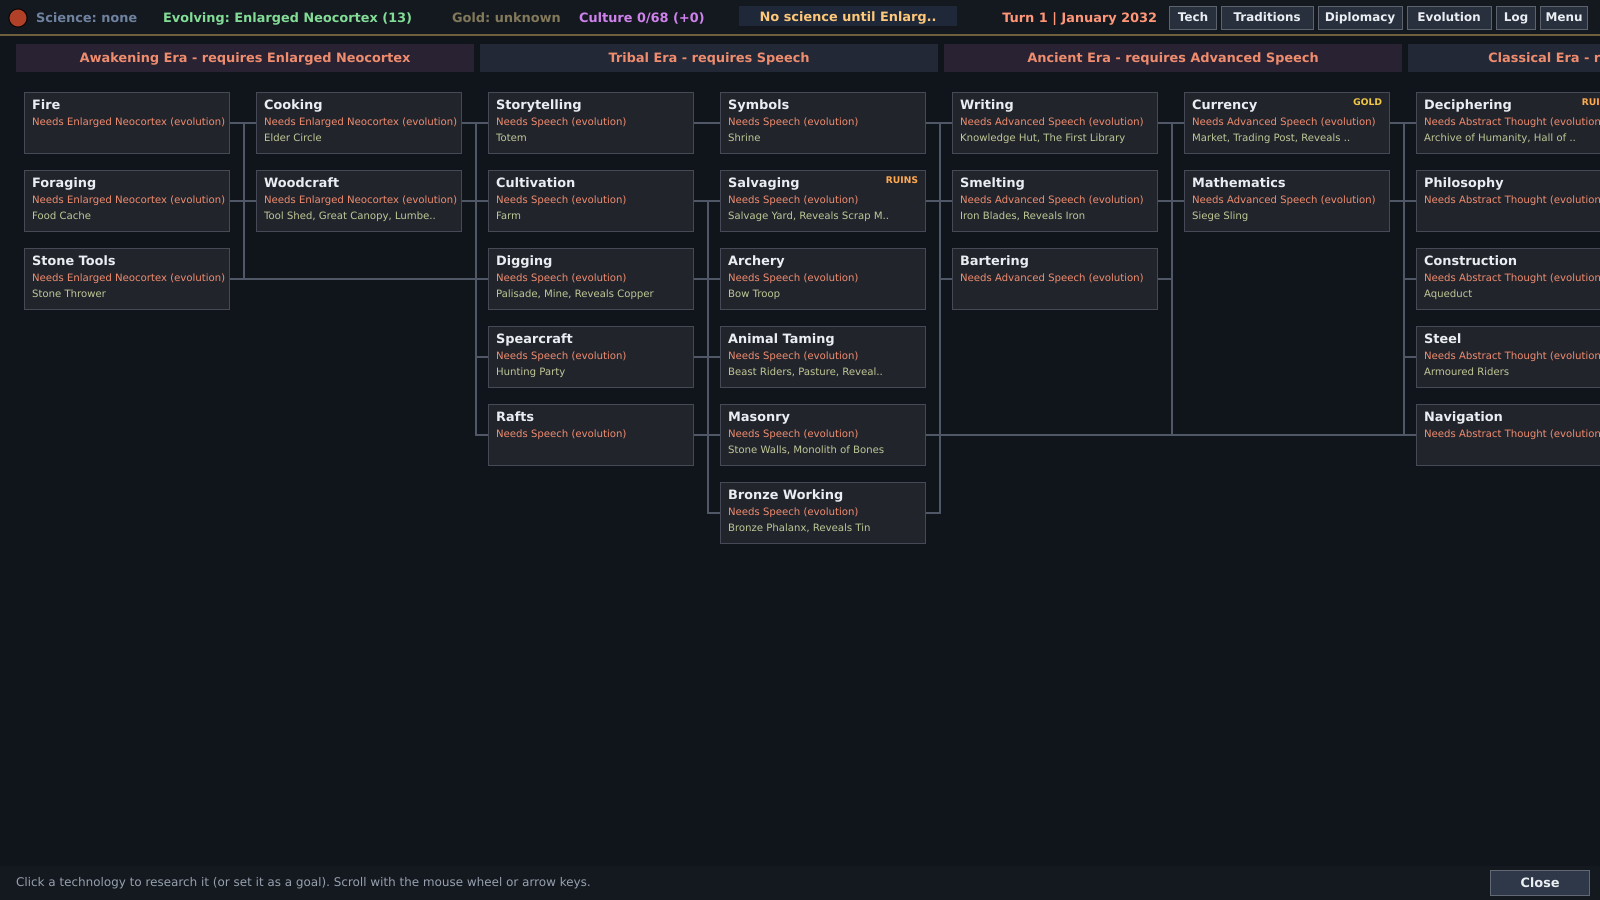 Science: none
Evolving: Enlarged Neocortex (13)
Gold: unknown
Culture 0/68 (+0)
No science until Enlarg..
Turn 1 | January 2032
Tech
Traditions
Diplomacy
Evolution
Log
Menu
Awakening Era - requires Enlarged Neocortex
Tribal Era - requires Speech
Ancient Era - requires Advanced Speech
Classical Era - r
Fire
Needs Enlarged Neocortex (evolution)
Cooking
Needs Enlarged Neocortex (evolution)
Elder Circle
Storytelling
Needs Speech (evolution)
Totem
Symbols
Needs Speech (evolution)
Shrine
Writing
Needs Advanced Speech (evolution)
Knowledge Hut, The First Library
Currency
GOLD
Needs Advanced Speech (evolution)
Market, Trading Post, Reveals ..
Deciphering
RUI
Needs Abstract Thought (evolution
Archive of Humanity, Hall of ..
Foraging
Needs Enlarged Neocortex (evolution)
Food Cache
Woodcraft
Needs Enlarged Neocortex (evolution)
Tool Shed, Great Canopy, Lumbe..
Cultivation
Needs Speech (evolution)
Farm
Salvaging
RUINS
Needs Speech (evolution)
Salvage Yard, Reveals Scrap M..
Smelting
Needs Advanced Speech (evolution)
Iron Blades, Reveals Iron
Mathematics
Needs Advanced Speech (evolution)
Siege Sling
Philosophy
Needs Abstract Thought (evolution
Stone Tools
Needs Enlarged Neocortex (evolution)
Stone Thrower
Digging
Needs Speech (evolution)
Palisade, Mine, Reveals Copper
Archery
Needs Speech (evolution)
Bow Troop
Bartering
Needs Advanced Speech (evolution)
Construction
Needs Abstract Thought (evolution
Aqueduct
Spearcraft
Needs Speech (evolution)
Hunting Party
Animal Taming
Needs Speech (evolution)
Beast Riders, Pasture, Reveal..
Steel
Needs Abstract Thought (evolution
Armoured Riders
Rafts
Needs Speech (evolution)
Masonry
Needs Speech (evolution)
Stone Walls, Monolith of Bones
Navigation
Needs Abstract Thought (evolution
Bronze Working
Needs Speech (evolution)
Bronze Phalanx, Reveals Tin
Click a technology to research it (or set it as a goal). Scroll with the mouse wheel or arrow keys.
Close